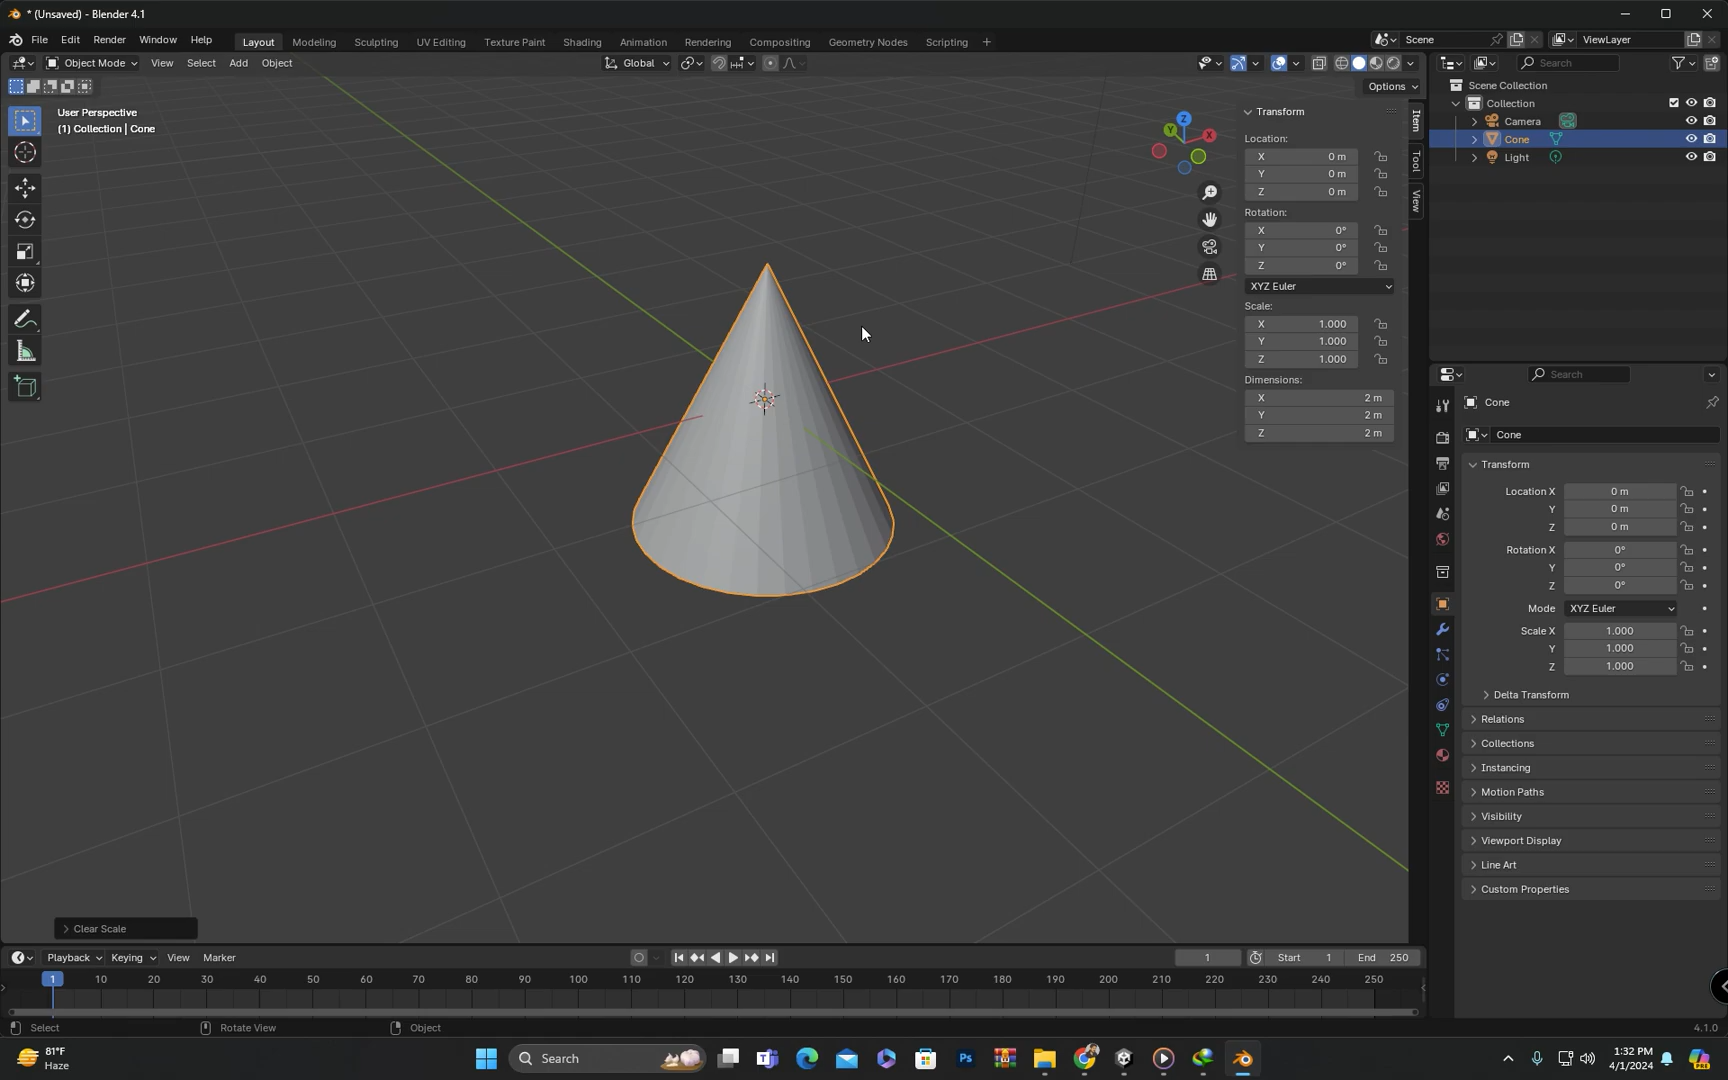 * (Unsaved) - Blender 4.1
File Edit Render Window Help Layout Modeling Sculpting UV Editing Texture Paint Shading Animation Rendering Compositing Geometry Nodes Scripting + Scene ViewLayer
Object Mode View Select Add Object Global Search
Options
User Perspective
(1) Collection | Cone
Transform
Location:
X 0 m
Y 0 m
Z 0 m
Rotation:
X 0°
Y 0°
Z 0°
XYZ Euler
Scale:
X 1.000
Y 1.000
Z 1.000
Dimensions:
X 2 m
Y 2 m
Z 2 m
Item
Tool
View
Z
Y
X
Scene Collection
Collection
Camera
Cone
Light
Search
Cone
Cone
Transform
Location X 0 m
Y 0 m
Z 0 m
Rotation X 0°
Y 0°
Z 0°
Mode XYZ Euler
Scale X 1.000
Y 1.000
Z 1.000
Delta Transform
Relations
Collections
Instancing
Motion Paths
Visibility
Viewport Display
Line Art
Custom Properties
Clear Scale
Playback Keying View Marker 1 Start 1 End 250
1 10 20 30 40 50 60 70 80 90 100 110 120 130 140 150 160 170 180 190 200 210 220 230 240 250
Select Rotate View Object 4.1.0
81°F
Haze
Search
Ps
PRE
1:32 PM
4/1/2024